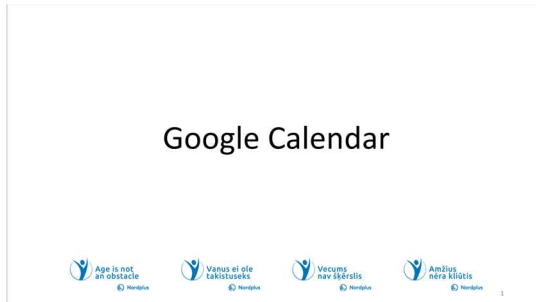 Google Calendar
Age is not
an obstacle
Nordplus
Vanus ei ole
takistuseks
Nordplus
Vecums
nav šķērslis
Nordplus
Amžius
nėra kliūtis
Nordplus
1